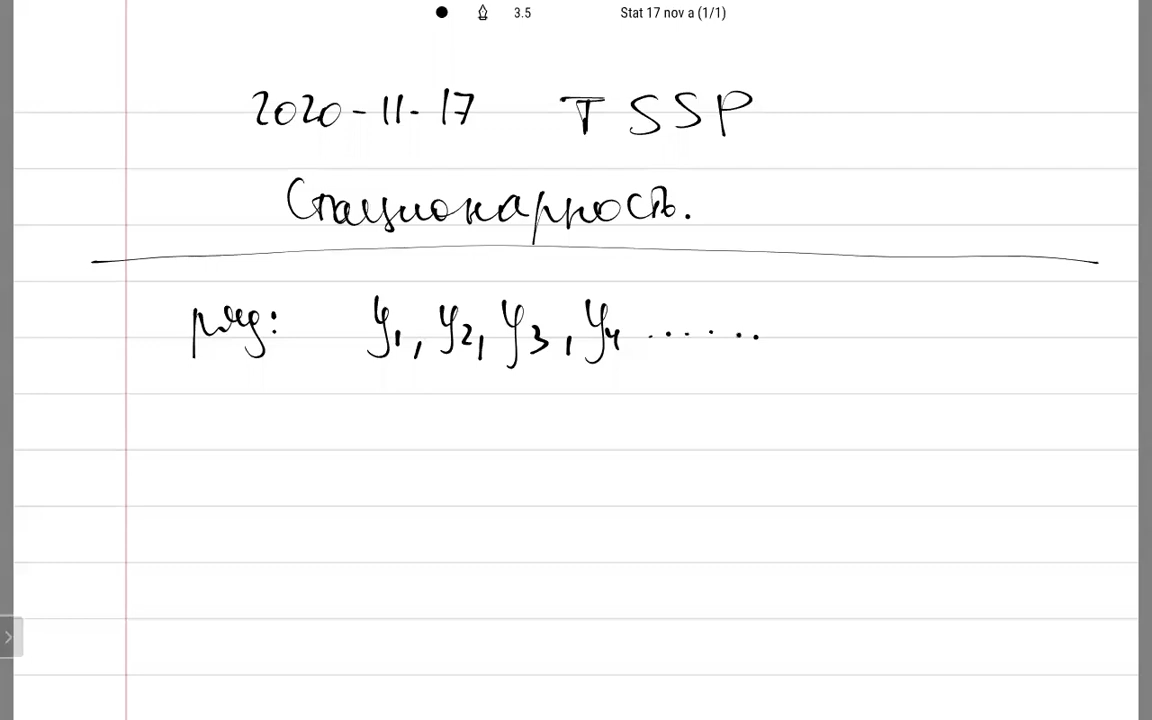 3.5 Stat 17 nov a (1/1)
2020-11-17 TSSP
Стационарность.
ряд: y₁, y₂, y₃, y₄ ......